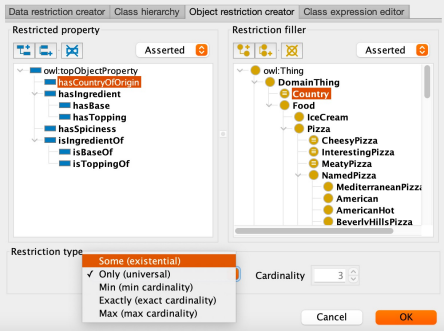 Data restriction creator Class hierarchy Object restriction creator Class expression editor
Restricted property
Asserted
owl:topObjectProperty
hasCountryOfOrigin
hasIngredient
hasBase
hasTopping
hasSpiciness
isIngredientOf
isBaseOf
isToppingOf
Restriction filler
Asserted
owl:Thing
DomainThing
Country
Food
IceCream
Pizza
CheesyPizza
InterestingPizza
MeatyPizza
NamedPizza
MediterraneanPizza
American
AmericanHot
BeverlyHillsPizza
Restriction type
Some (existential)
✓ Only (universal)
Min (min cardinality)
Exactly (exact cardinality)
Max (max cardinality)
Cardinality 3
Cancel OK